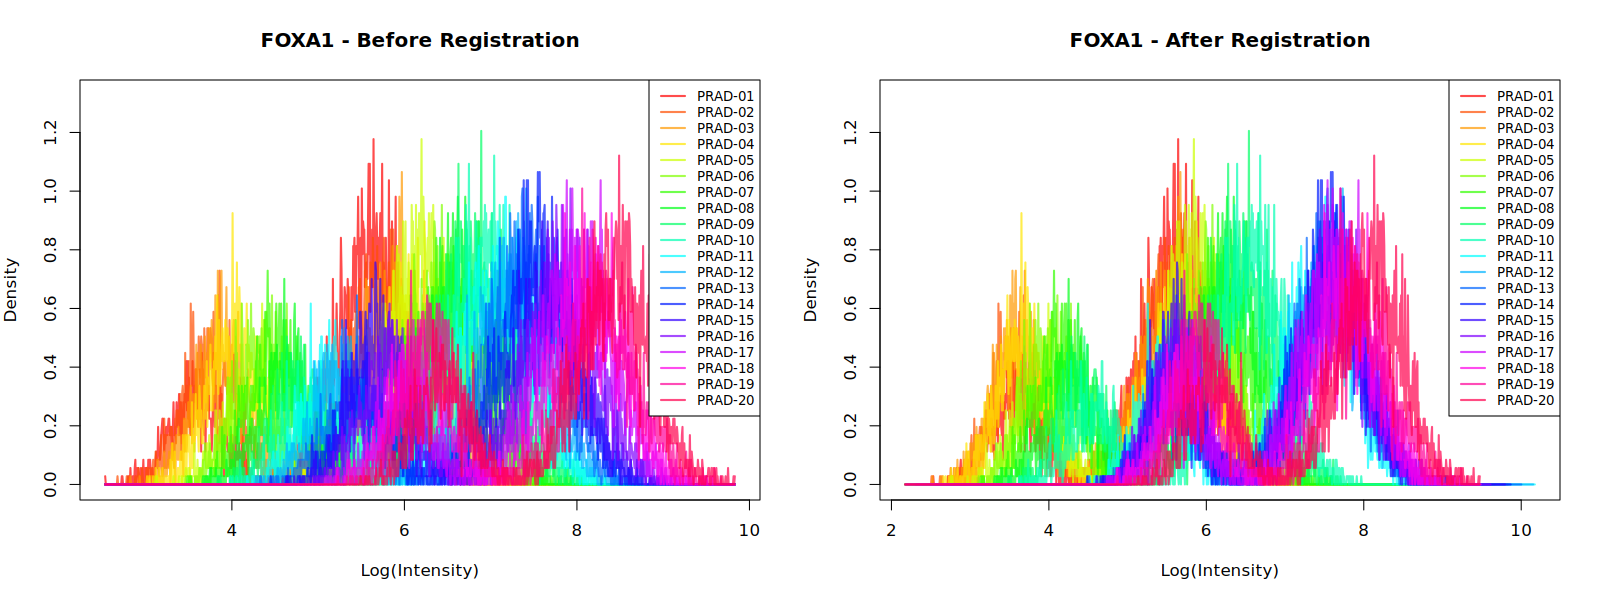 FOXA1 - Before Registration
Density
0.0
0.2
0.4
0.6
0.8
1.0
1.2
4
6
8
10
Log(Intensity)
PRAD-01
PRAD-02
PRAD-03
PRAD-04
PRAD-05
PRAD-06
PRAD-07
PRAD-08
PRAD-09
PRAD-10
PRAD-11
PRAD-12
PRAD-13
PRAD-14
PRAD-15
PRAD-16
PRAD-17
PRAD-18
PRAD-19
PRAD-20
FOXA1 - After Registration
Density
0.0
0.2
0.4
0.6
0.8
1.0
1.2
2
4
6
8
10
Log(Intensity)
PRAD-01
PRAD-02
PRAD-03
PRAD-04
PRAD-05
PRAD-06
PRAD-07
PRAD-08
PRAD-09
PRAD-10
PRAD-11
PRAD-12
PRAD-13
PRAD-14
PRAD-15
PRAD-16
PRAD-17
PRAD-18
PRAD-19
PRAD-20